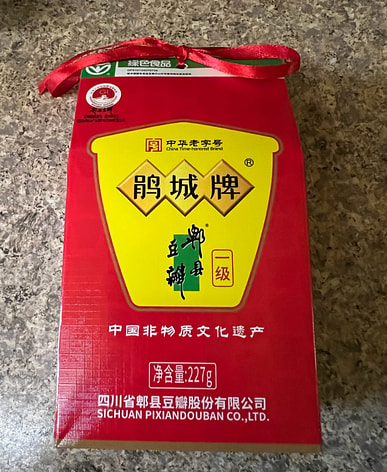 绿色食品
中华老字号
China Time-honored Brand
鹃城牌®
郫县
豆瓣
一级
中国非物质文化遗产
净含量:227g
四川省郫县豆瓣股份有限公司
SICHUAN PIXIANDOUBAN CO.,LTD.